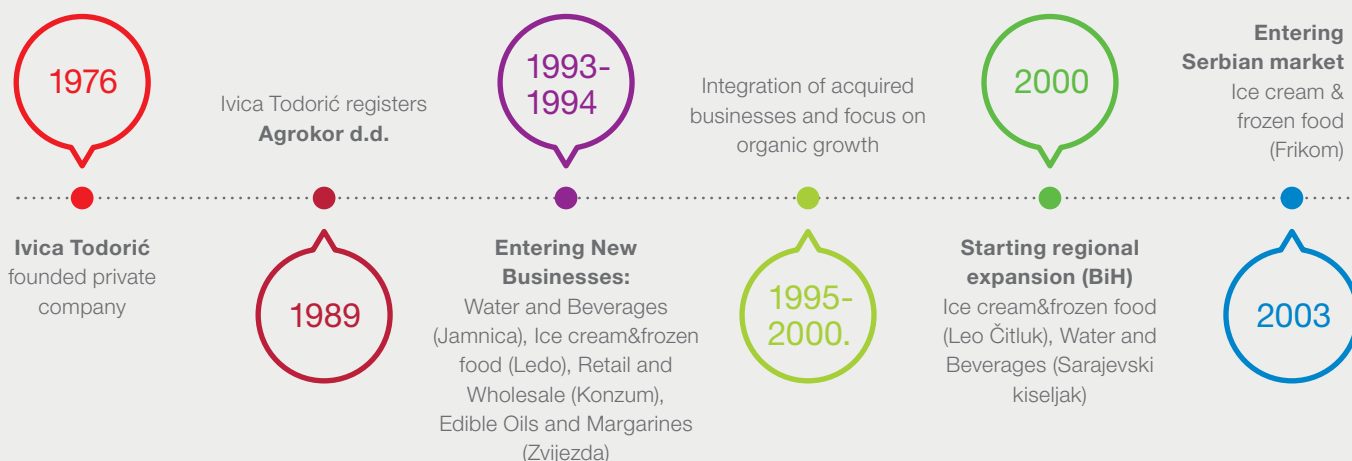 1976
Ivica Todorić
founded private
company
Ivica Todorić registers
Agrokor d.d.
1989
1993-
1994
Entering New
Businesses:
Water and Beverages
(Jamnica), Ice cream&frozen
food (Ledo), Retail and
Wholesale (Konzum),
Edible Oils and Margarines
(Zvijezda)
Integration of acquired
businesses and focus on
organic growth
1995-
2000.
2000
Starting regional
expansion (BiH)
Ice cream&frozen food
(Leo Čitluk), Water and
Beverages (Sarajevski
kiseljak)
Entering
Serbian market
Ice cream &
frozen food
(Frikom)
2003